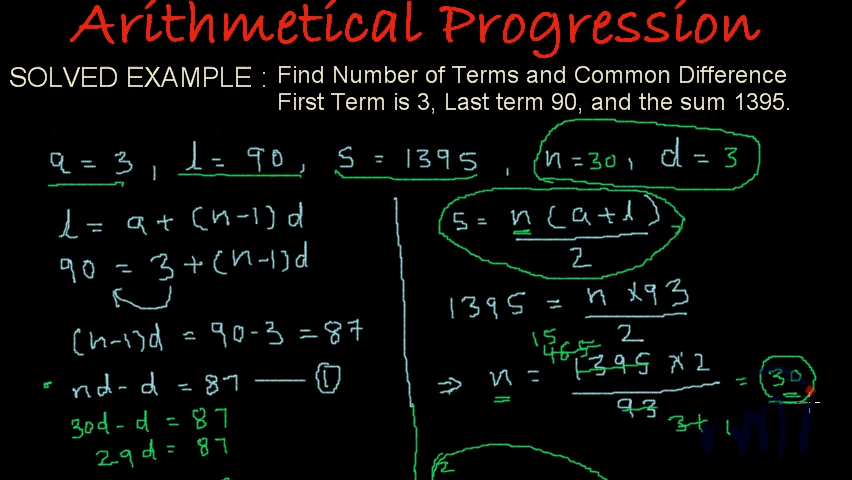 Arithmetical Progression
SOLVED EXAMPLE : Find Number of Terms and Common Difference
First Term is 3, Last term 90, and the sum 1395.
a = 3 , l = 90 , S = 1395 , n = 30 , d = 3
l = a + (n-1) d
90 = 3 + (n-1) d
(n-1) d = 90 - 3 = 87
nd - d = 87 —— ①
30d - d = 87
29d = 87
S = n (a + l) / 2
1395 = n × 93 / 2
15
465
⇒ n = 1395 × 2 / 93 = 30